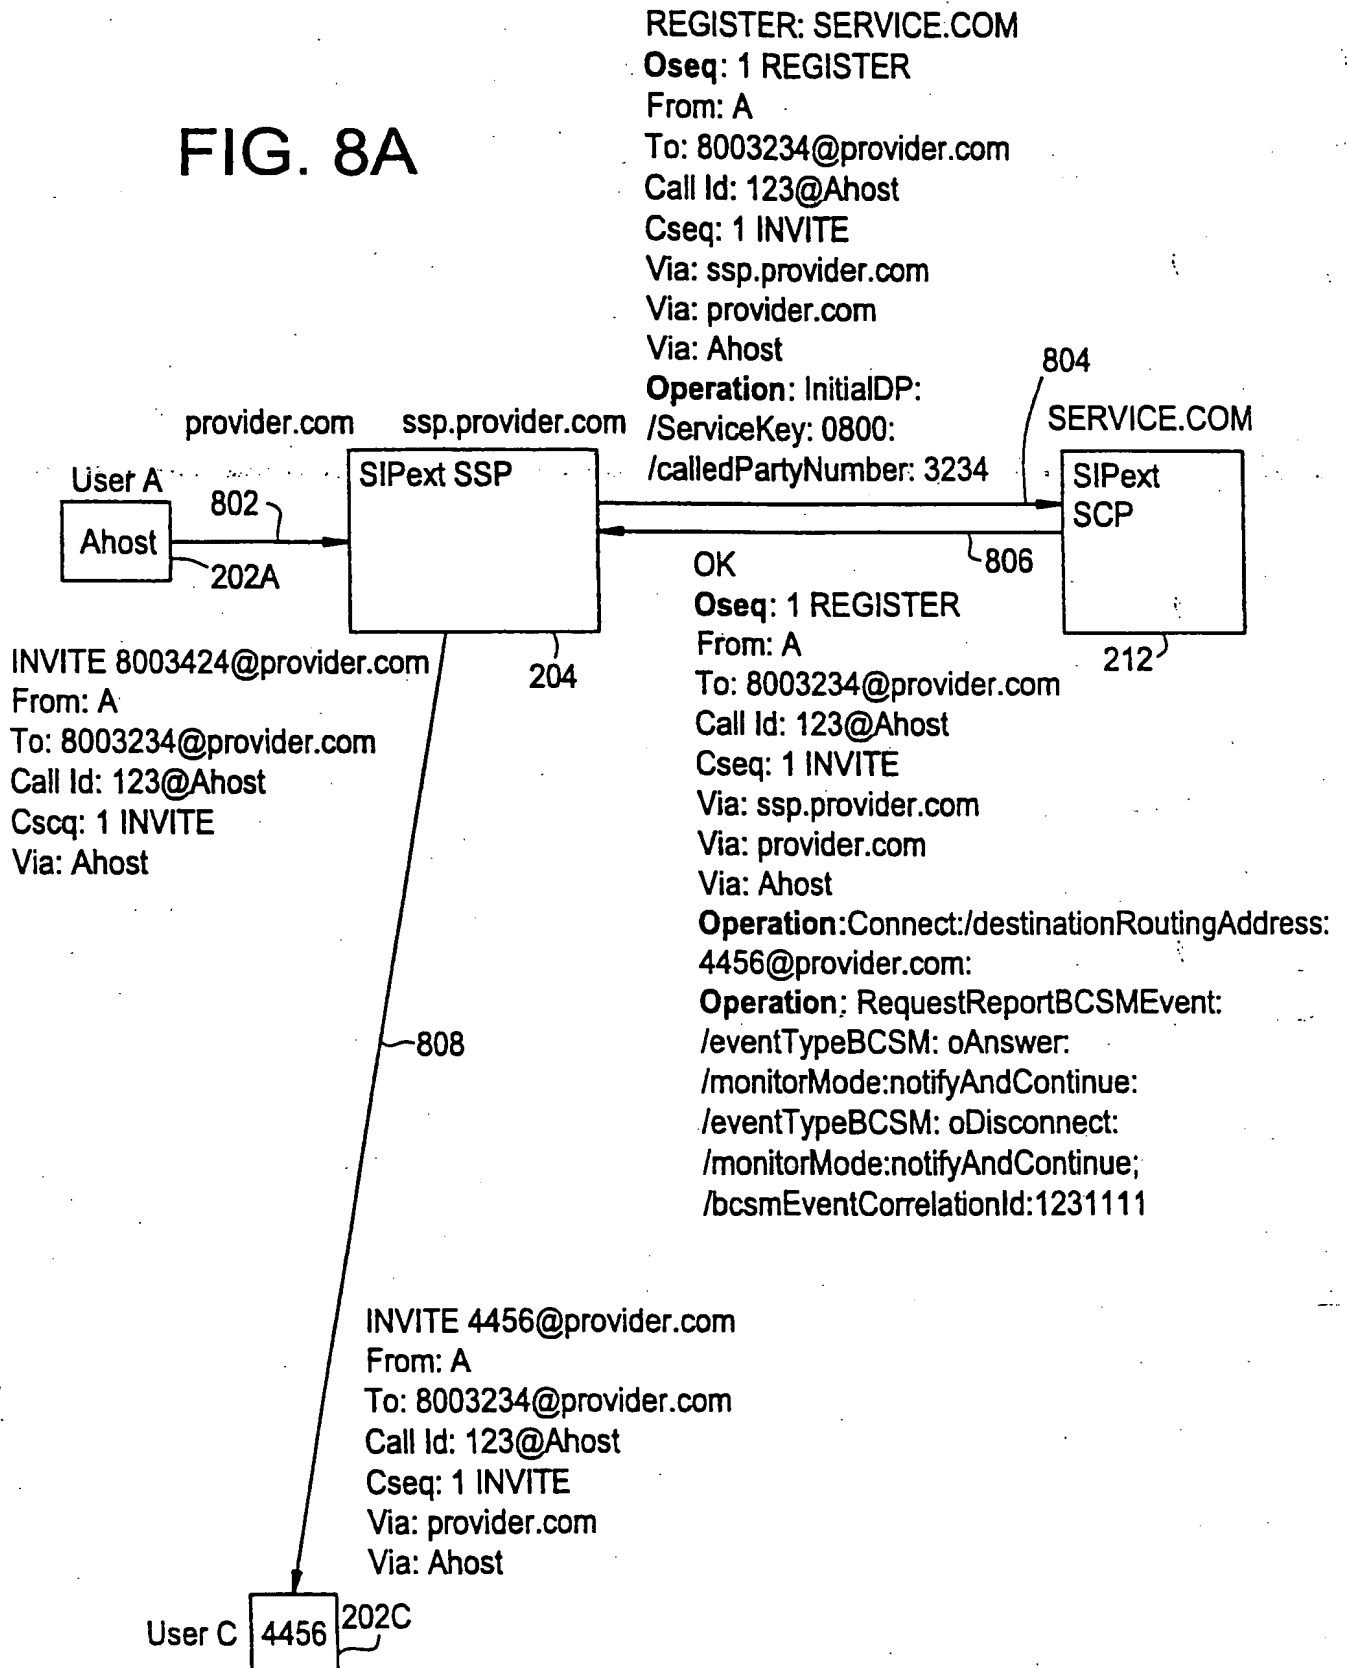 FIG. 8A
REGISTER: SERVICE.COM
Oseq: 1 REGISTER
From: A
To: 8003234@provider.com
Call Id: 123@Ahost
Cseq: 1 INVITE
Via: ssp.provider.com
Via: provider.com
Via: Ahost
Operation: InitialDP:
/ServiceKey: 0800:
/calledPartyNumber: 3234
804
provider.com
ssp.provider.com
SERVICE.COM
User A
Ahost
802
202A
SIPext SSP
204
SIPext
SCP
212
806
INVITE 8003424@provider.com
From: A
To: 8003234@provider.com
Call Id: 123@Ahost
Cscq: 1 INVITE
Via: Ahost
OK
Oseq: 1 REGISTER
From: A
To: 8003234@provider.com
Call Id: 123@Ahost
Cseq: 1 INVITE
Via: ssp.provider.com
Via: provider.com
Via: Ahost
Operation:Connect:/destinationRoutingAddress:
4456@provider.com:
Operation: RequestReportBCSMEvent:
/eventTypeBCSM: oAnswer:
/monitorMode:notifyAndContinue:
/eventTypeBCSM: oDisconnect:
/monitorMode:notifyAndContinue;
/bcsmEventCorrelationId:1231111
808
INVITE 4456@provider.com
From: A
To: 8003234@provider.com
Call Id: 123@Ahost
Cseq: 1 INVITE
Via: provider.com
Via: Ahost
User C
4456
202C